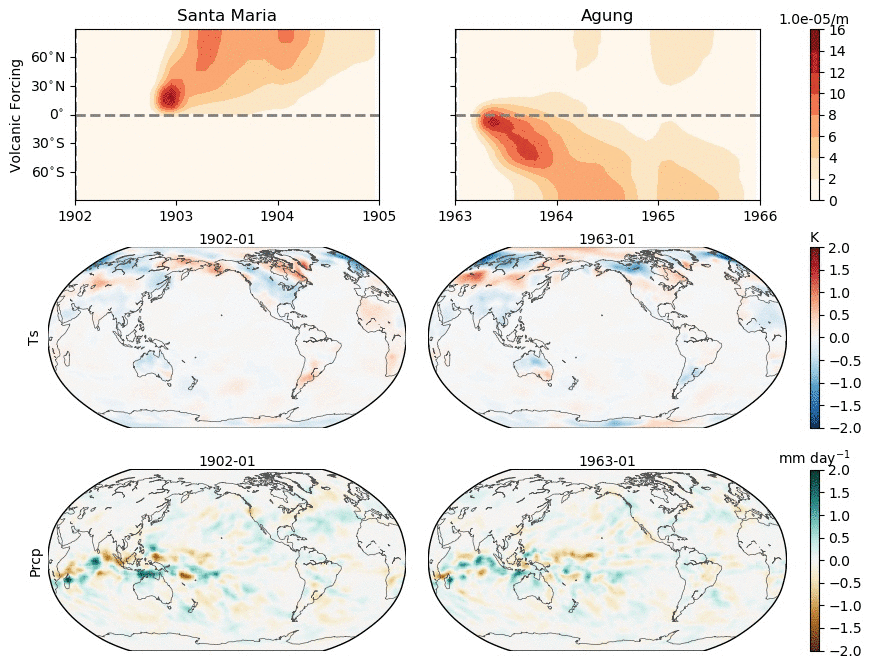 Santa Maria
Agung
1.0e-05/m
Volcanic Forcing
60°N
30°N
0°
30°S
60°S
1902 1903 1904 1905
1963 1964 1965 1966
16
14
12
10
8
6
4
2
0
Ts
1902-01
1963-01
K
2.0
1.5
1.0
0.5
0.0
−0.5
−1.0
−1.5
−2.0
Prcp
1902-01
1963-01
mm day⁻¹
2.0
1.5
1.0
0.5
0.0
−0.5
−1.0
−1.5
−2.0